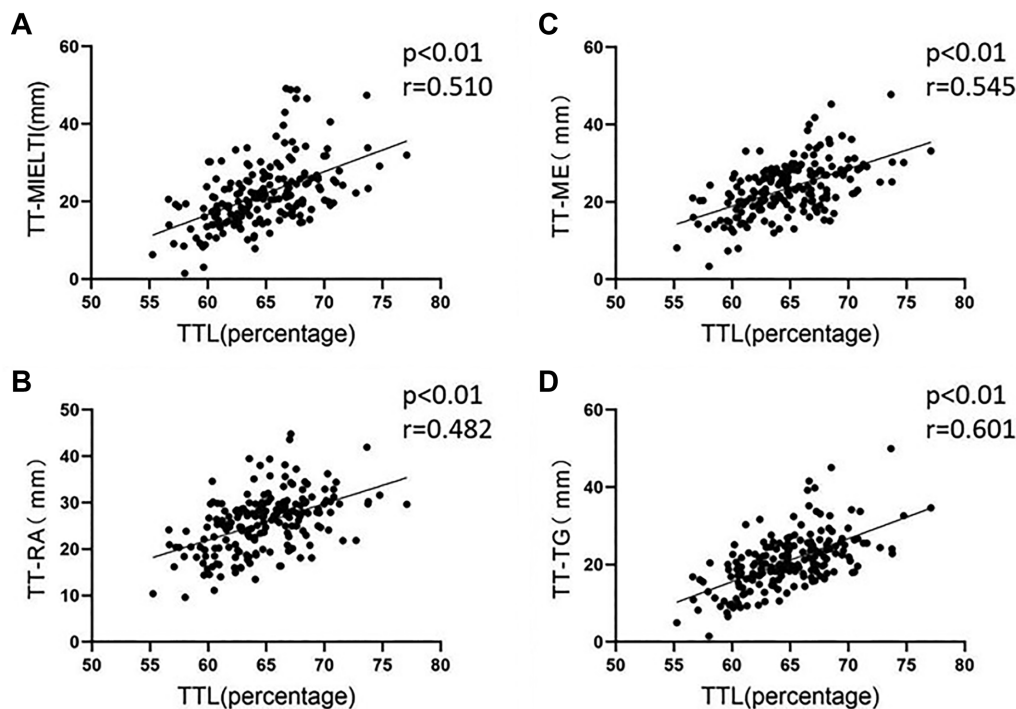 A
p<0.01
r=0.510
TT-MIELTI(mm)
60
40
20
0
50 55 60 65 70 75 80
TTL(percentage)
C
p<0.01
r=0.545
TT-ME( mm)
60
40
20
0
50 55 60 65 70 75 80
TTL(percentage)
B
p<0.01
r=0.482
TT-RA( mm)
50
40
30
20
10
0
50 55 60 65 70 75 80
TTL(percentage)
D
p<0.01
r=0.601
TT-TG( mm)
60
40
20
0
50 55 60 65 70 75 80
TTL(percentage)